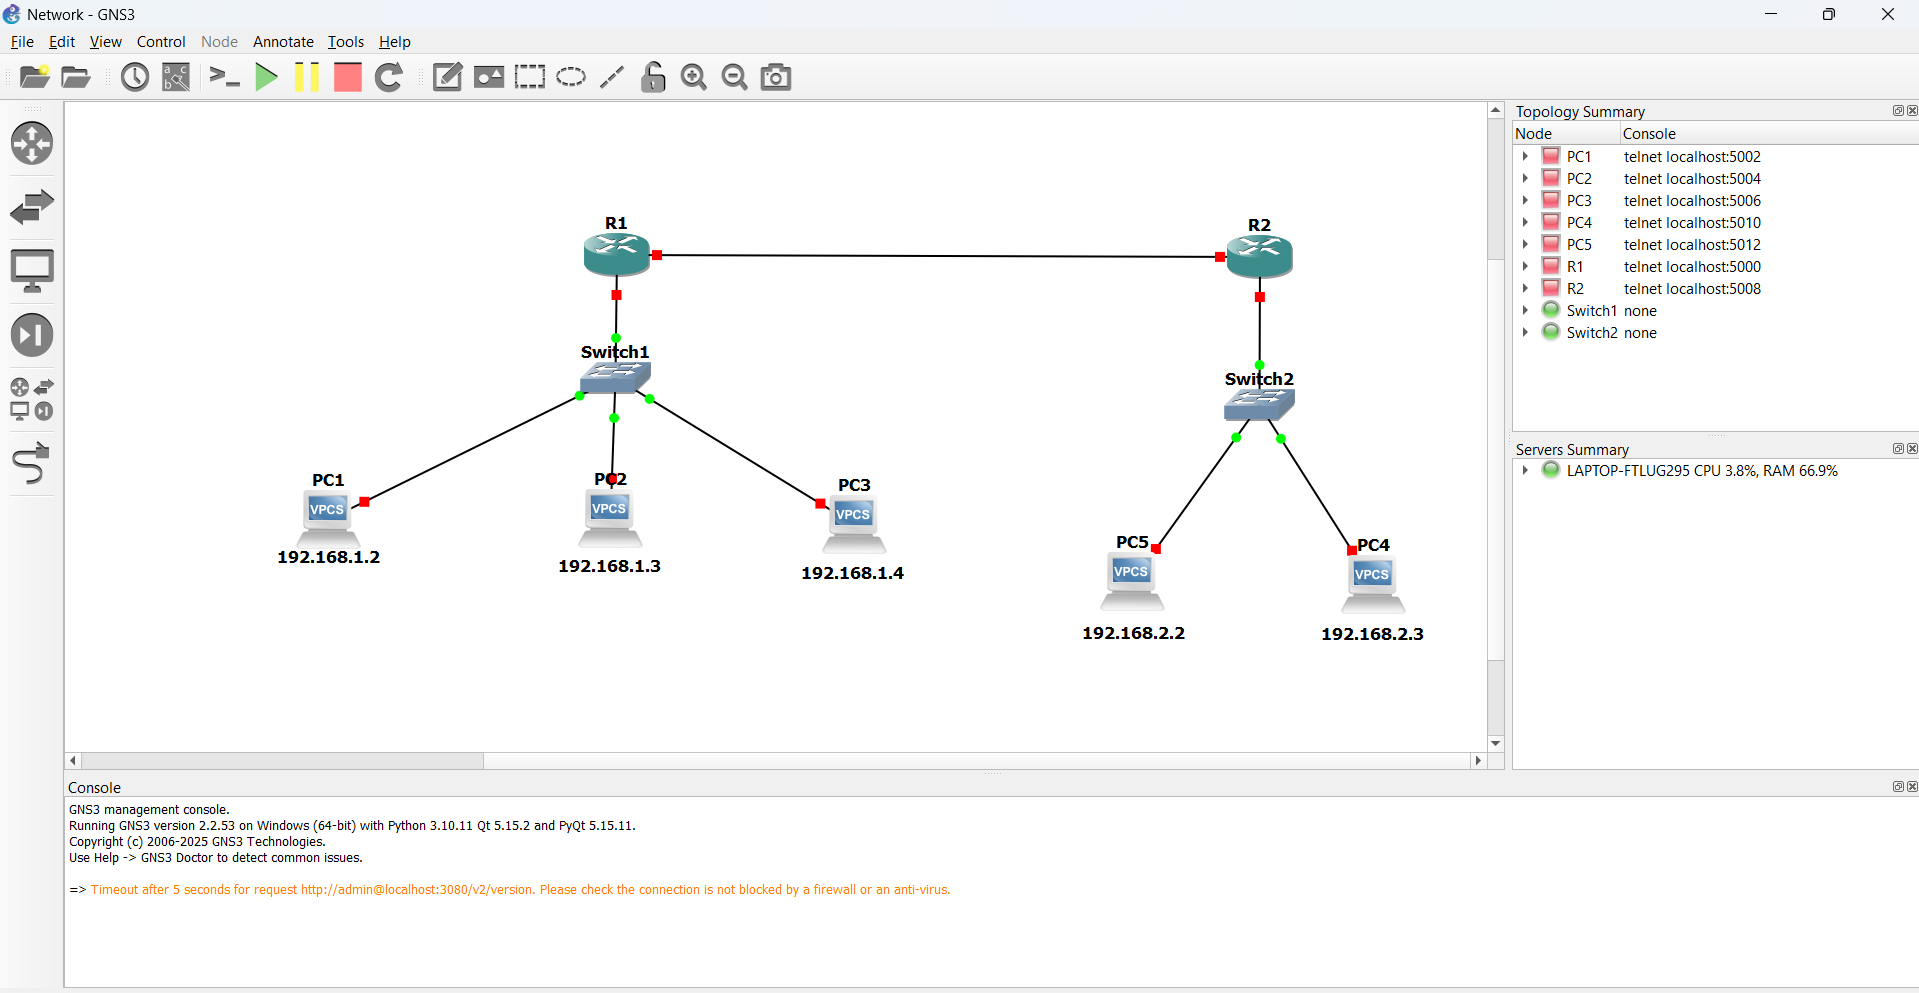 Network - GNS3
File Edit View Control Node Annotate Tools Help
a c
b
Topology Summary
Node Console
PC1 telnet localhost:5002
PC2 telnet localhost:5004
PC3 telnet localhost:5006
PC4 telnet localhost:5010
PC5 telnet localhost:5012
R1 telnet localhost:5000
R2 telnet localhost:5008
Switch1 none
Switch2 none
Servers Summary
LAPTOP-FTLUG295 CPU 3.8%, RAM 66.9%
R1
R2
Switch1
Switch2
PC1
VPCS
192.168.1.2
PC2
VPCS
192.168.1.3
PC3
VPCS
192.168.1.4
PC5
VPCS
192.168.2.2
PC4
VPCS
192.168.2.3
Console
GNS3 management console.
Running GNS3 version 2.2.53 on Windows (64-bit) with Python 3.10.11 Qt 5.15.2 and PyQt 5.15.11.
Copyright (c) 2006-2025 GNS3 Technologies.
Use Help -> GNS3 Doctor to detect common issues.
=> Timeout after 5 seconds for request http://admin@localhost:3080/v2/version. Please check the connection is not blocked by a firewall or an anti-virus.